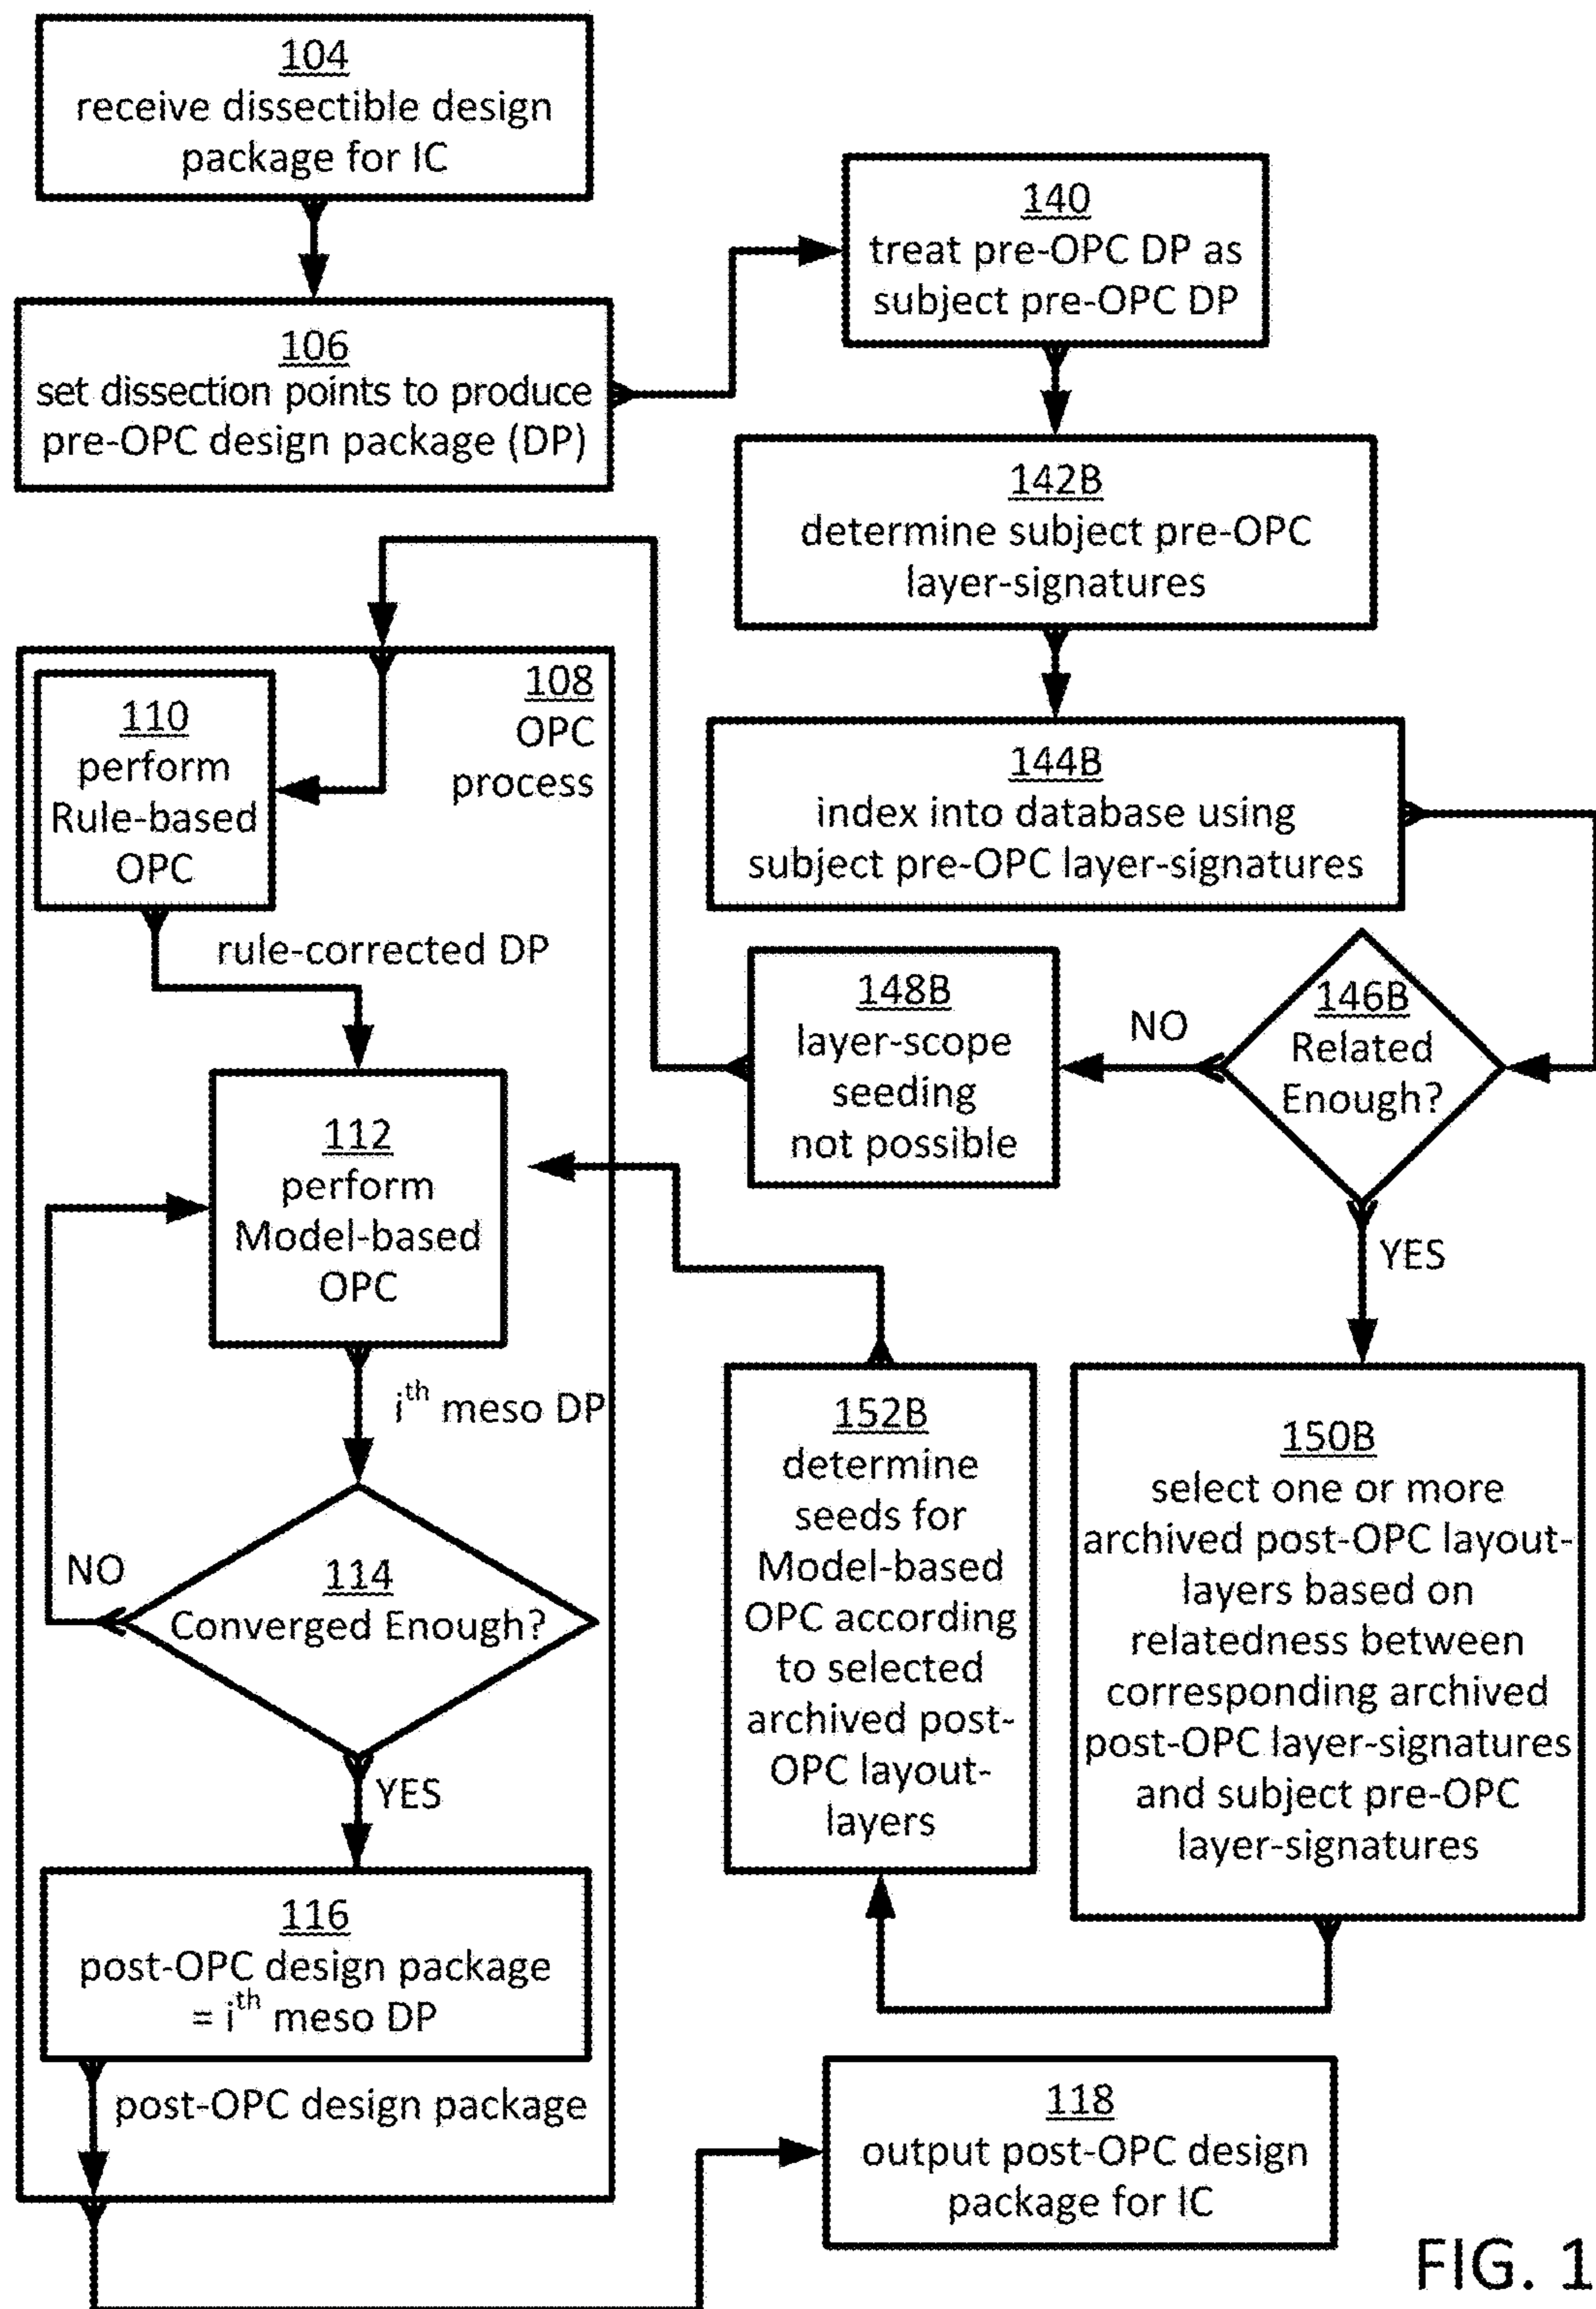 104
receive dissectible design
package for IC
106
set dissection points to produce
pre-OPC design package (DP)
140
treat pre-OPC DP as
subject pre-OPC DP
142B
determine subject pre-OPC
layer-signatures
144B
index into database using
subject pre-OPC layer-signatures
146B
Related
Enough?
NO
YES
148B
layer-scope
seeding
not possible
108
OPC
process
110
perform
Rule-based
OPC
rule-corrected DP
112
perform
Model-based
OPC
ith meso DP
114
Converged Enough?
NO
YES
116
post-OPC design package
= ith meso DP
post-OPC design package
150B
select one or more
archived post-OPC layout-
layers based on
relatedness between
corresponding archived
post-OPC layer-signatures
and subject pre-OPC
layer-signatures
152B
determine
seeds for
Model-based
OPC according
to selected
archived post-
OPC layout-
layers
118
output post-OPC design
package for IC
FIG. 1